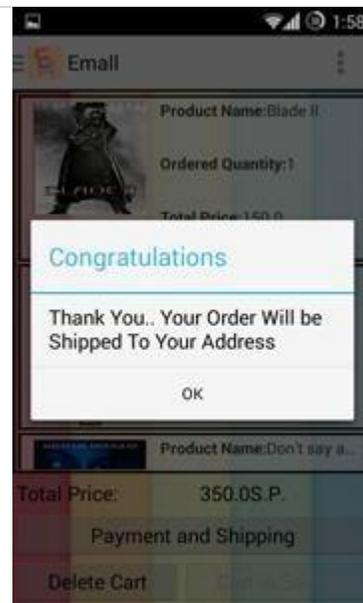 1:58
Emall
Product Name:Blade II
Ordered Quantity:1
Total Price:150.0
BLADE II
Congratulations
Thank You.. Your Order Will be
Shipped To Your Address
OK
Product Name:Don't say a...
Total Price: 350.0S.P.
Payment and Shipping
Delete Cart